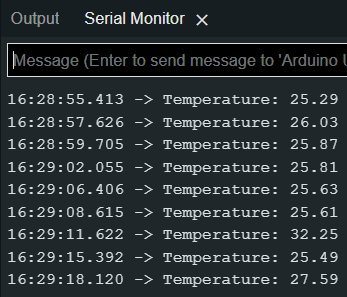 Output Serial Monitor ×
Message (Enter to send message to 'Arduino U
16:28:55.413 -> Temperature: 25.29
16:28:57.626 -> Temperature: 26.03
16:28:59.705 -> Temperature: 25.87
16:29:02.055 -> Temperature: 25.81
16:29:06.406 -> Temperature: 25.63
16:29:08.615 -> Temperature: 25.61
16:29:11.622 -> Temperature: 32.25
16:29:15.392 -> Temperature: 25.49
16:29:18.120 -> Temperature: 27.59